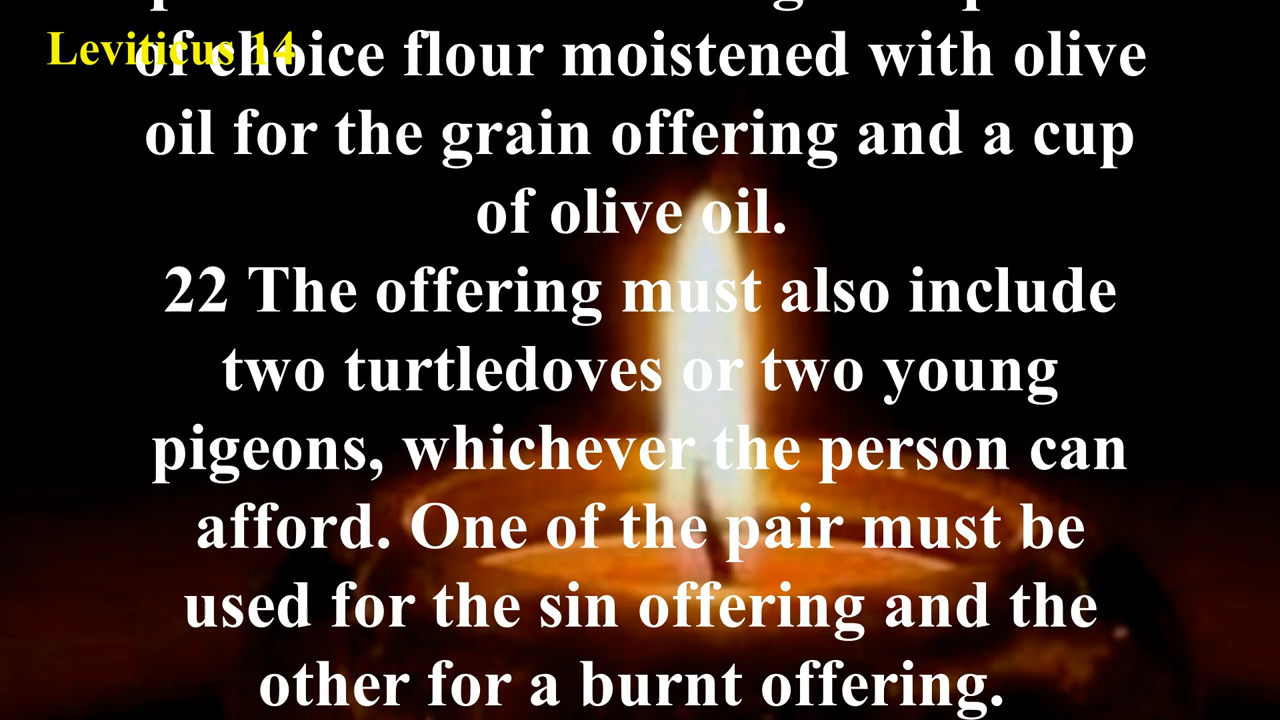 Leviticus 14
of choice flour moistened with olive
oil for the grain offering and a cup
of olive oil.
22 The offering must also include
two turtledoves or two young
pigeons, whichever the person can
afford. One of the pair must be
used for the sin offering and the
other for a burnt offering.